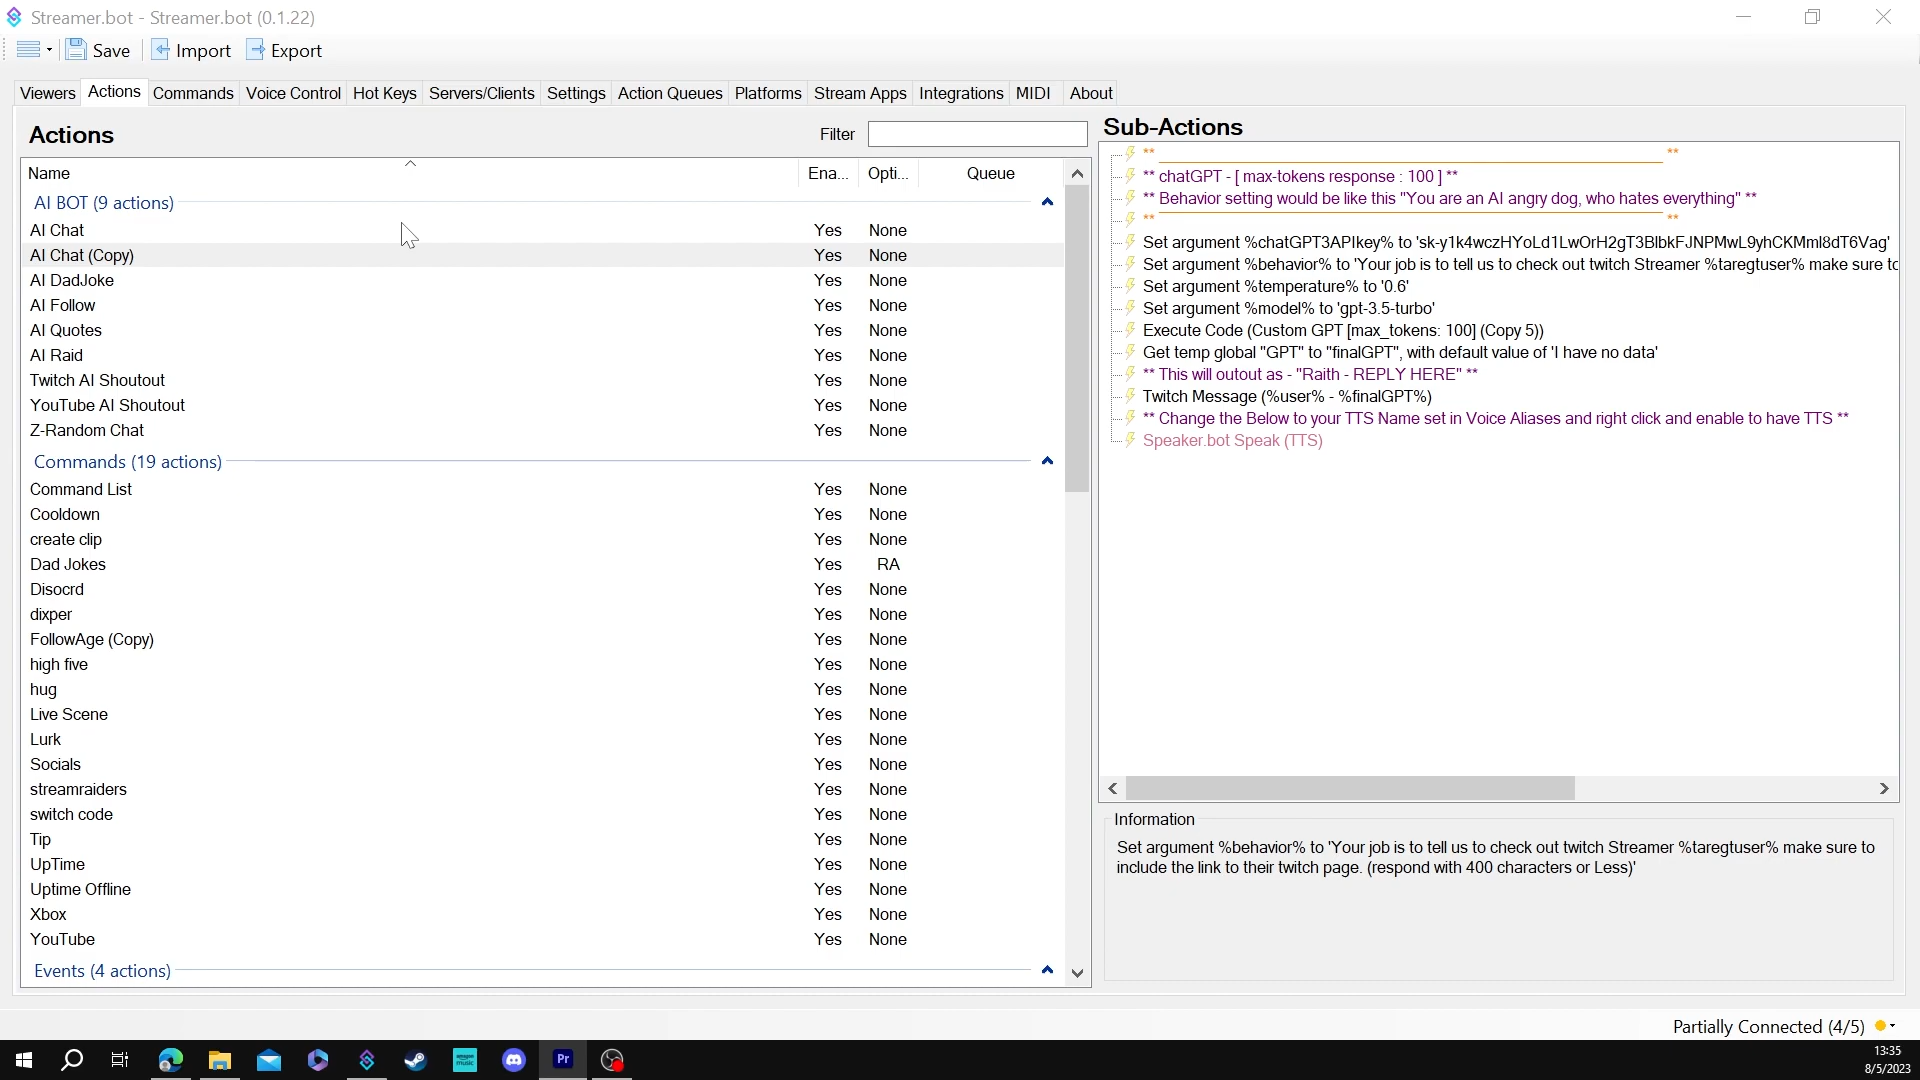 Streamer.bot - Streamer.bot (0.1.22)
Save Import Export
Viewers Actions Commands Voice Control Hot Keys Servers/Clients Settings Action Queues Platforms Stream Apps Integrations MIDI About
Actions
Filter
Name Ena... Opti... Queue
AI BOT (9 actions)
AI Chat Yes None
AI Chat (Copy) Yes None
AI DadJoke Yes None
AI Follow Yes None
AI Quotes Yes None
AI Raid Yes None
Twitch AI Shoutout Yes None
YouTube AI Shoutout Yes None
Z-Random Chat Yes None
Commands (19 actions)
Command List Yes None
Cooldown Yes None
create clip Yes None
Dad Jokes Yes RA
Disocrd Yes None
dixper Yes None
FollowAge (Copy) Yes None
high five Yes None
hug Yes None
Live Scene Yes None
Lurk Yes None
Socials Yes None
streamraiders Yes None
switch code Yes None
Tip Yes None
UpTime Yes None
Uptime Offline Yes None
Xbox Yes None
YouTube Yes None
Events (4 actions)
Sub-Actions
** **
** chatGPT - [ max-tokens response : 100 ] **
** Behavior setting would be like this "You are an AI angry dog, who hates everything" **
** **
Set argument %chatGPT3APIkey% to
Set argument %behavior% to 'Your job is to tell us to check out twitch Streamer %taregtuser% make sure to
Set argument %temperature% to '0.6'
Set argument %model% to 'gpt-3.5-turbo'
Execute Code (Custom GPT [max_tokens: 100] (Copy 5))
Get temp global "GPT" to "finalGPT", with default value of 'I have no data'
** This will outout as - "Raith - REPLY HERE" **
Twitch Message (%user% - %finalGPT%)
** Change the Below to your TTS Name set in Voice Aliases and right click and enable to have TTS **
Speaker.bot Speak (TTS)
Information
Set argument %behavior% to 'Your job is to tell us to check out twitch Streamer %taregtuser% make sure to
include the link to their twitch page. (respond with 400 characters or Less)'
Partially Connected (4/5)
amazon music
Pr
13:35
8/5/2023